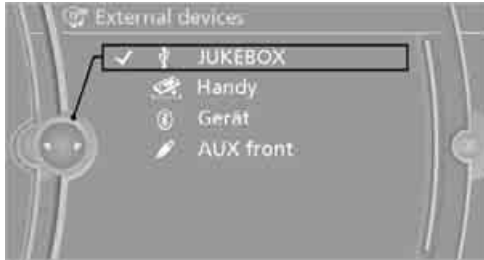 External devices
JUKEBOX
Handy
Gerät
AUX front